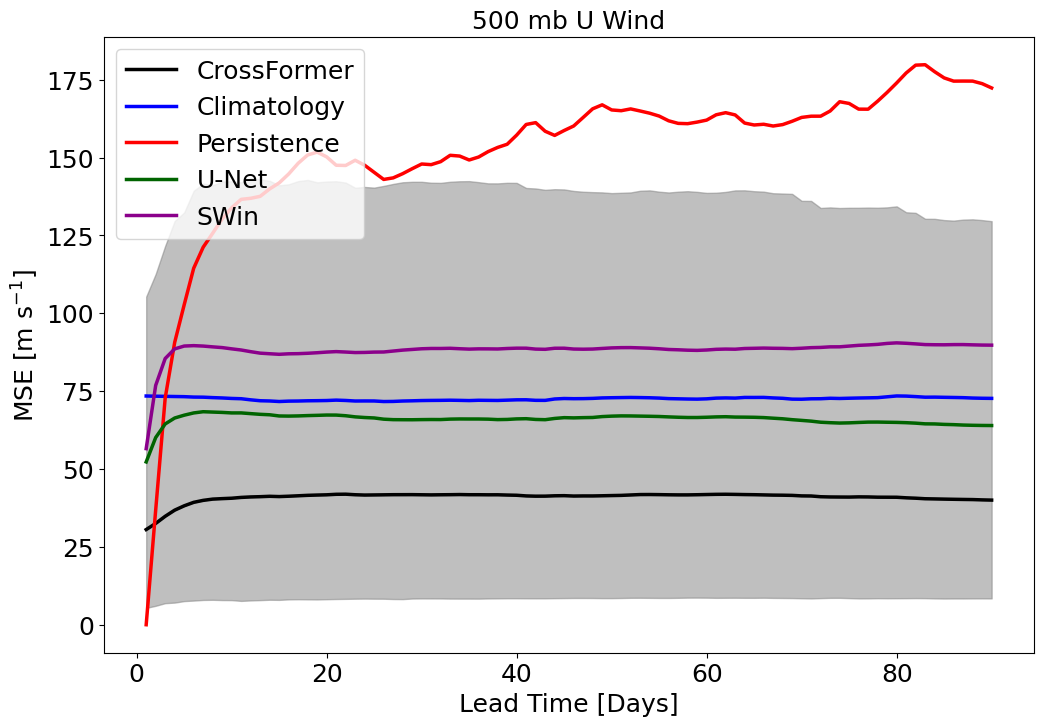 500 mb U Wind
CrossFormer
Climatology
Persistence
U-Net
SWin
MSE [m s⁻¹]
175
150
125
100
75
50
25
0
0 20 40 60 80
Lead Time [Days]